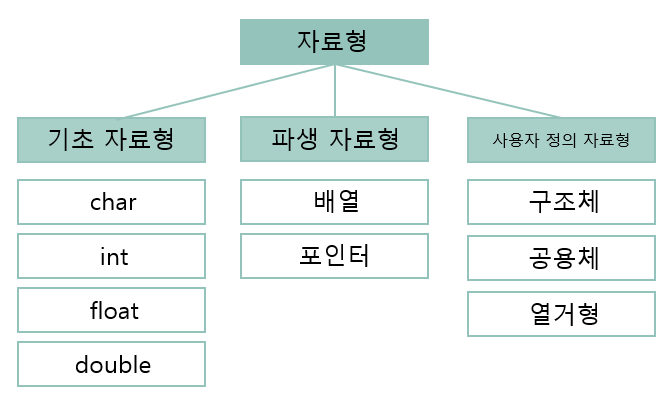 자료형
기초 자료형
char
int
float
double
파생 자료형
배열
포인터
사용자 정의 자료형
구조체
공용체
열거형